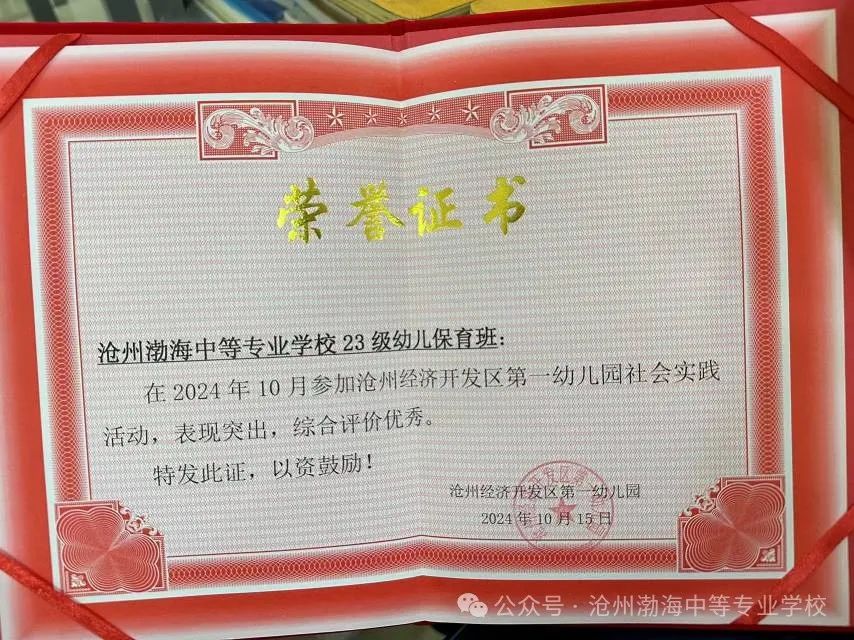 荣誉证书
沧州渤海中等专业学校23级幼儿保育班：
在2024年10月参加沧州经济开发区第一幼儿园社会实践
活动，表现突出，综合评价优秀。
特发此证，以资鼓励！
沧州经济开发区第一幼儿园
2024年10月15日
公众号·沧州渤海中等专业学校